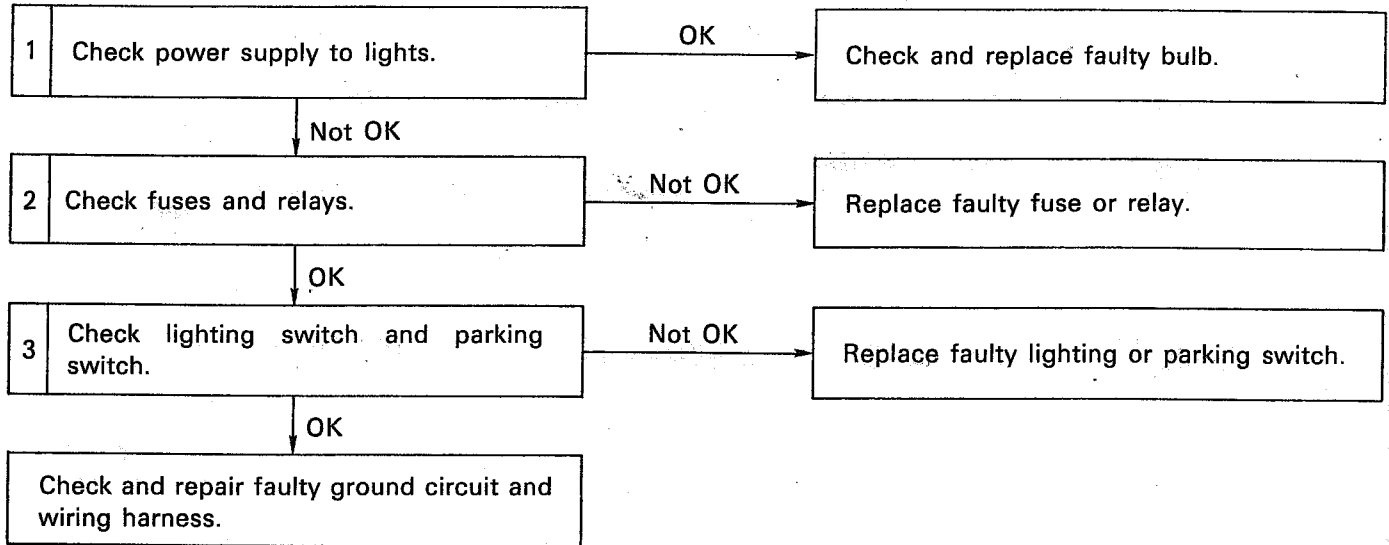 1
Check power supply to lights.
OK
Check and replace faulty bulb.
Not OK
2
Check fuses and relays.
Not OK
Replace faulty fuse or relay.
OK
3
Check lighting switch and parking
switch.
Not OK
Replace faulty lighting or parking switch.
OK
Check and repair faulty ground circuit and
wiring harness.